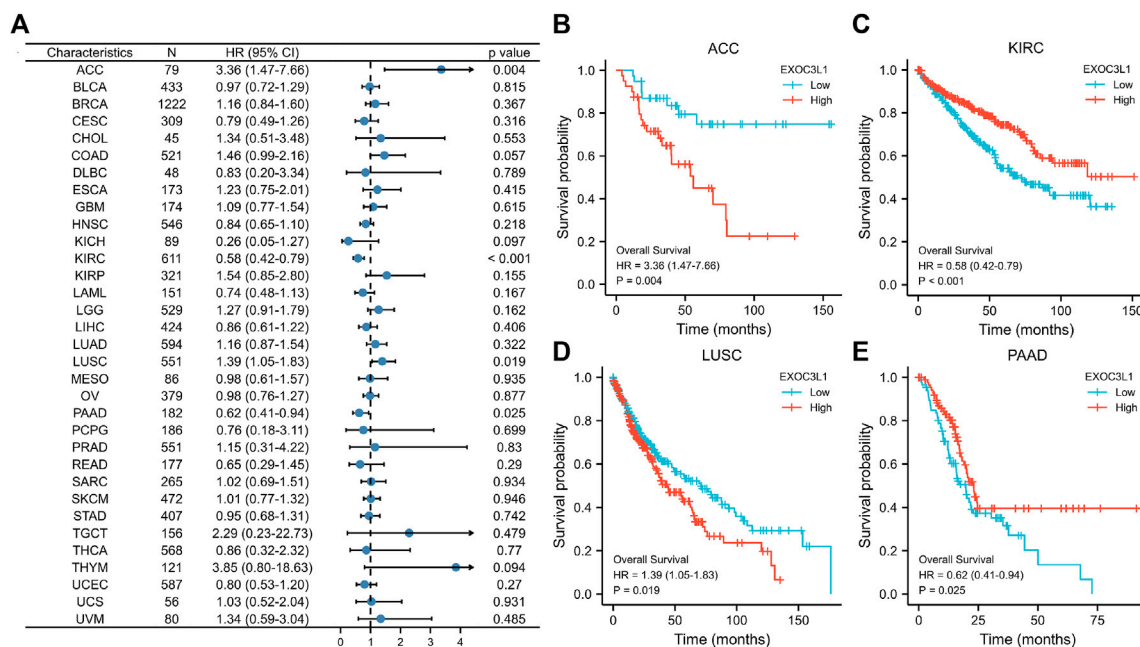 A
Characteristics N HR (95% CI) p value
ACC 79 3.36 (1.47-7.66) 0.004
BLCA 433 0.97 (0.72-1.29) 0.815
BRCA 1222 1.16 (0.84-1.60) 0.367
CESC 309 0.79 (0.49-1.26) 0.316
CHOL 45 1.34 (0.51-3.48) 0.553
COAD 521 1.46 (0.99-2.16) 0.057
DLBC 48 0.83 (0.20-3.34) 0.789
ESCA 173 1.23 (0.75-2.01) 0.415
GBM 174 1.09 (0.77-1.54) 0.615
HNSC 546 0.84 (0.65-1.10) 0.218
KICH 89 0.26 (0.05-1.27) 0.097
KIRC 611 0.58 (0.42-0.79) < 0.001
KIRP 321 1.54 (0.85-2.80) 0.155
LAML 151 0.74 (0.48-1.13) 0.167
LGG 529 1.27 (0.91-1.79) 0.162
LIHC 424 0.86 (0.61-1.22) 0.406
LUAD 594 1.16 (0.87-1.54) 0.322
LUSC 551 1.39 (1.05-1.83) 0.019
MESO 86 0.98 (0.61-1.57) 0.935
OV 379 0.98 (0.76-1.27) 0.877
PAAD 182 0.62 (0.41-0.94) 0.025
PCPG 186 0.76 (0.18-3.11) 0.699
PRAD 551 1.15 (0.31-4.22) 0.83
READ 177 0.65 (0.29-1.45) 0.29
SARC 265 1.02 (0.69-1.51) 0.934
SKCM 472 1.01 (0.77-1.32) 0.946
STAD 407 0.95 (0.68-1.31) 0.742
TGCT 156 2.29 (0.23-22.73) 0.479
THCA 568 0.86 (0.32-2.32) 0.77
THYM 121 3.85 (0.80-18.63) 0.094
UCEC 587 0.80 (0.53-1.20) 0.27
UCS 56 1.03 (0.52-2.04) 0.931
UVM 80 1.34 (0.59-3.04) 0.485
0 1 2 3 4
B
ACC
EXOC3L1
Low
High
Survival probability
1.0
0.8
0.6
0.4
0.2
0.0
Overall Survival
HR = 3.36 (1.47-7.66)
P = 0.004
0 50 100 150
Time (months)
C
KIRC
EXOC3L1
Low
High
Survival probability
1.0
0.8
0.6
0.4
0.2
0.0
Overall Survival
HR = 0.58 (0.42-0.79)
P < 0.001
0 50 100 150
Time (months)
D
LUSC
EXOC3L1
Low
High
Survival probability
1.0
0.8
0.6
0.4
0.2
0.0
Overall Survival
HR = 1.39 (1.05-1.83)
P = 0.019
0 50 100 150
Time (months)
E
PAAD
EXOC3L1
Low
High
Survival probability
1.0
0.8
0.6
0.4
0.2
0.0
Overall Survival
HR = 0.62 (0.41-0.94)
P = 0.025
0 25 50 75
Time (months)